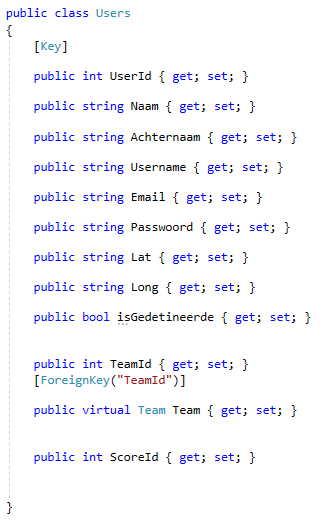 public class Users
{
[Key]
public int UserId { get; set; }
public string Naam { get; set; }
public string Achternaam { get; set; }
public string Username { get; set; }
public string Email { get; set; }
public string Passwoord { get; set; }
public string Lat { get; set; }
public string Long { get; set; }
public bool isGedetineerde { get; set; }
public int TeamId { get; set; }
[ForeignKey("TeamId")]
public virtual Team Team { get; set; }
public int ScoreId { get; set; }
}